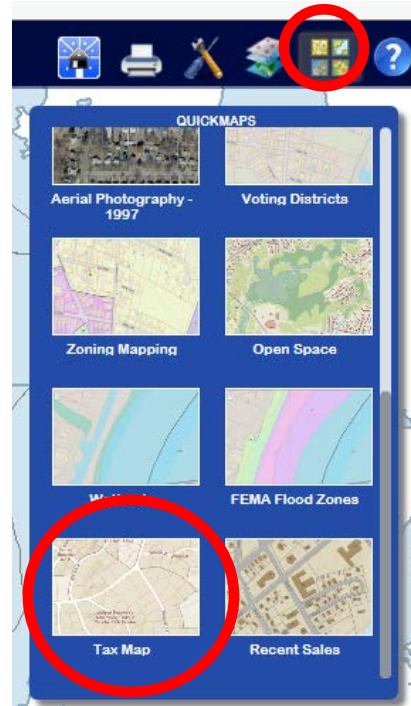 ?
QUICKMAPS
Aerial Photography -
1997
Voting Districts
Zoning Mapping
Open Space
FEMA Flood Zones
Tax Map
Recent Sales